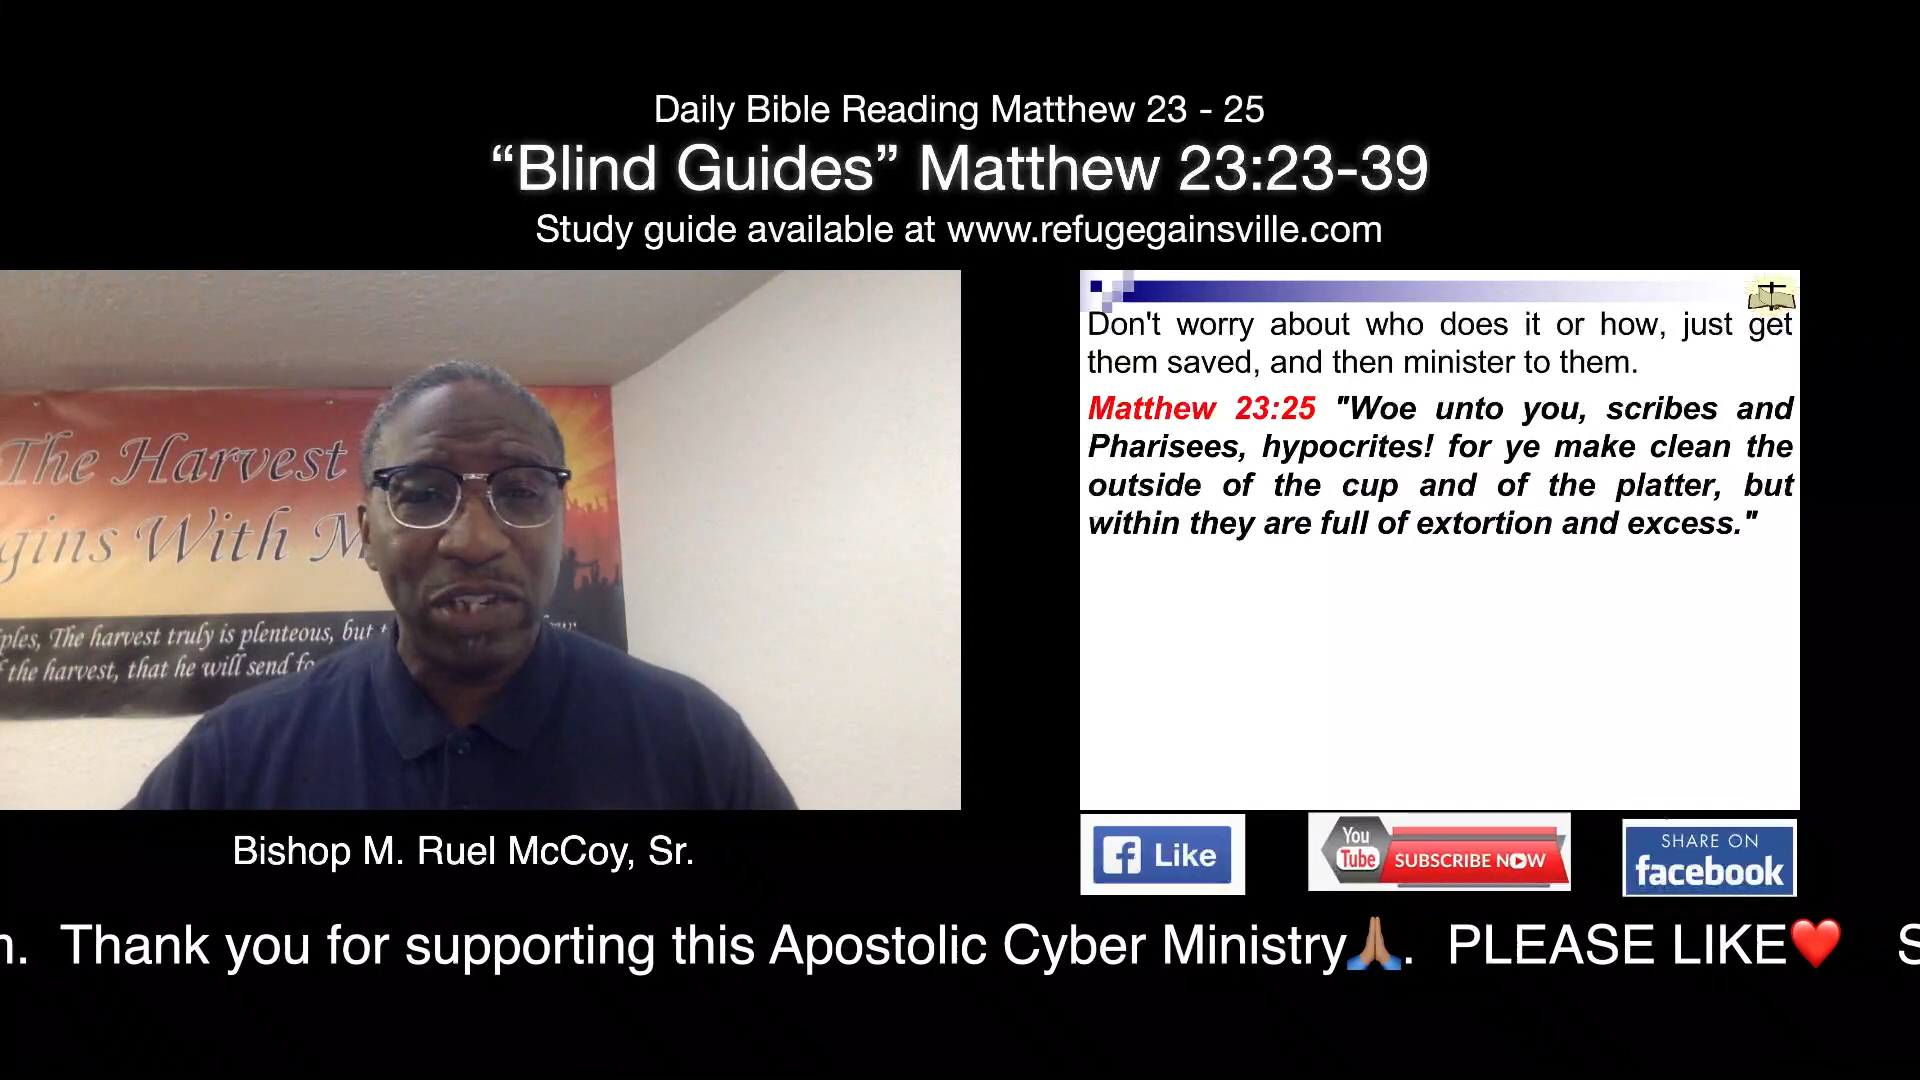 Daily Bible Reading Matthew 23 - 25
“Blind Guides” Matthew 23:23-39
Study guide available at www.refugegainsville.com
The Harvest
gins With M
ples, The harvest truly is plenteous, but t
the harvest, that he will send fo
Don't worry about who does it or how, just get
them saved, and then minister to them.
Matthew 23:25 "Woe unto you, scribes and
Pharisees, hypocrites! for ye make clean the
outside of the cup and of the platter, but
within they are full of extortion and excess."
Bishop M. Ruel McCoy, Sr.
f Like
You
Tube
SUBSCRIBE NOW
SHARE ON
facebook
n. Thank you for supporting this Apostolic Cyber Ministry🙏🏽. PLEASE LIKE❤️ S